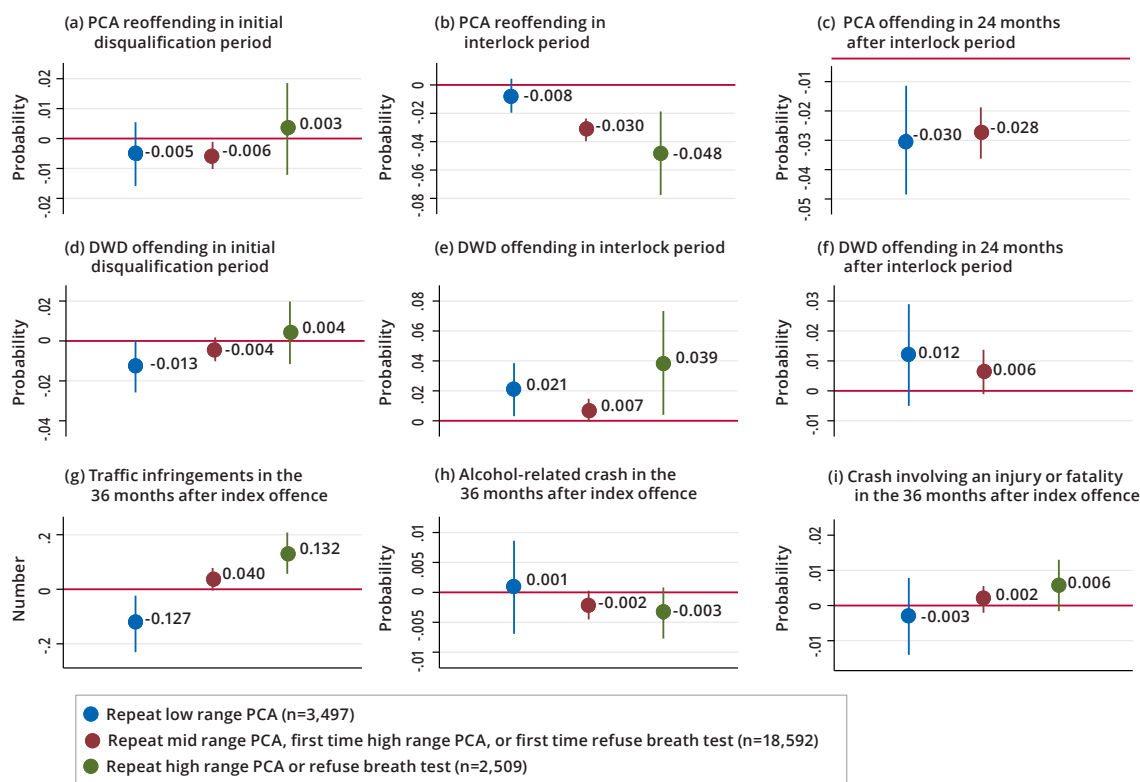 (a) PCA reoffending in initial
disqualification period
Probability
.02
.01
0
-.01
-.02
-0.005
-0.006
0.003
(b) PCA reoffending in
interlock period
Probability
0
-.02
-.04
-.06
-.08
-0.008
-0.030
-0.048
(c) PCA offending in 24 months
after interlock period
Probability
-.01
-.02
-.03
-.04
-.05
-0.030
-0.028
(d) DWD offending in initial
disqualification period
Probability
.02
0
-.02
-.04
-0.013
-0.004
0.004
(e) DWD offending in interlock period
Probability
.08
.06
.04
.02
0
0.021
0.007
0.039
(f) DWD offending in 24 months
after interlock period
Probability
.03
.02
.01
0
-.01
0.012
0.006
(g) Traffic infringements in the
36 months after index offence
Number
.2
0
-.2
-0.127
0.040
0.132
(h) Alcohol-related crash in the
36 months after index offence
Probability
.01
.005
0
-.005
-.01
0.001
-0.002
-0.003
(i) Crash involving an injury or fatality
in the 36 months after index offence
Probability
.02
.01
0
-.01
-0.003
0.002
0.006
Repeat low range PCA (n=3,497)
Repeat mid range PCA, first time high range PCA, or first time refuse breath test (n=18,592)
Repeat high range PCA or refuse breath test (n=2,509)